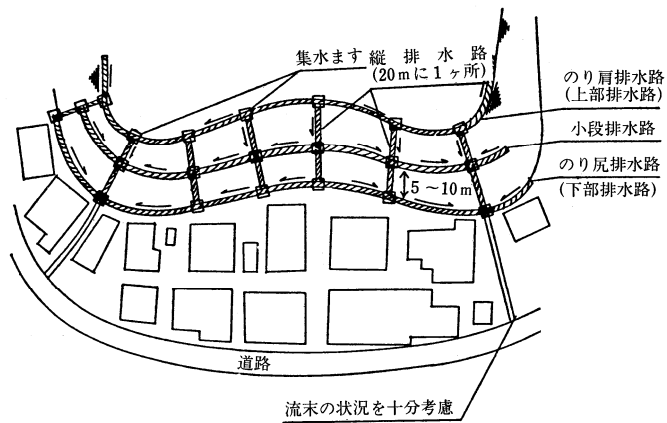 集水ます
縦排水路
(20mに1ヶ所)
のり肩排水路
(上部排水路)
小段排水路
のり尻排水路
(下部排水路)
5～10m
道路
流末の状況を十分考慮